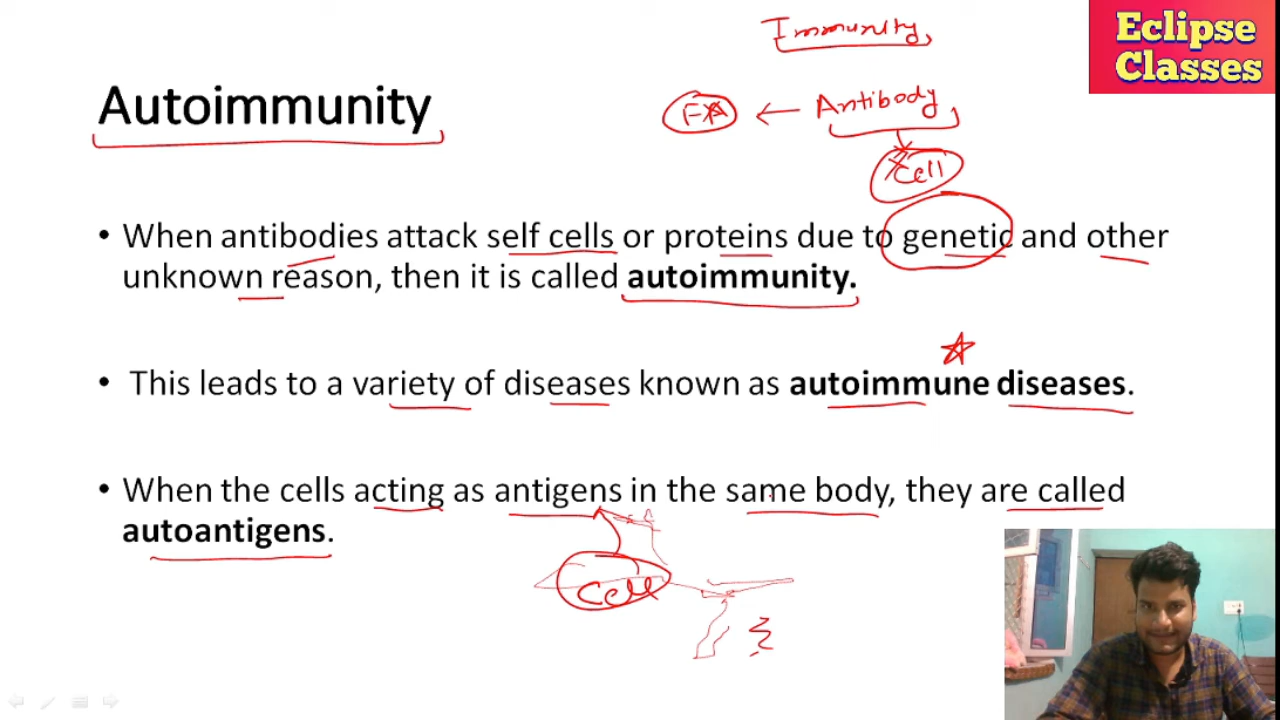 Immunity
Eclipse
Classes
Autoimmunity
FA ← Antibody
Cell
• When antibodies attack self cells or proteins due to genetic and other
unknown reason, then it is called autoimmunity.
• This leads to a variety of diseases known as autoimmune diseases.
• When the cells acting as antigens in the same body, they are called
autoantigens.
Cell